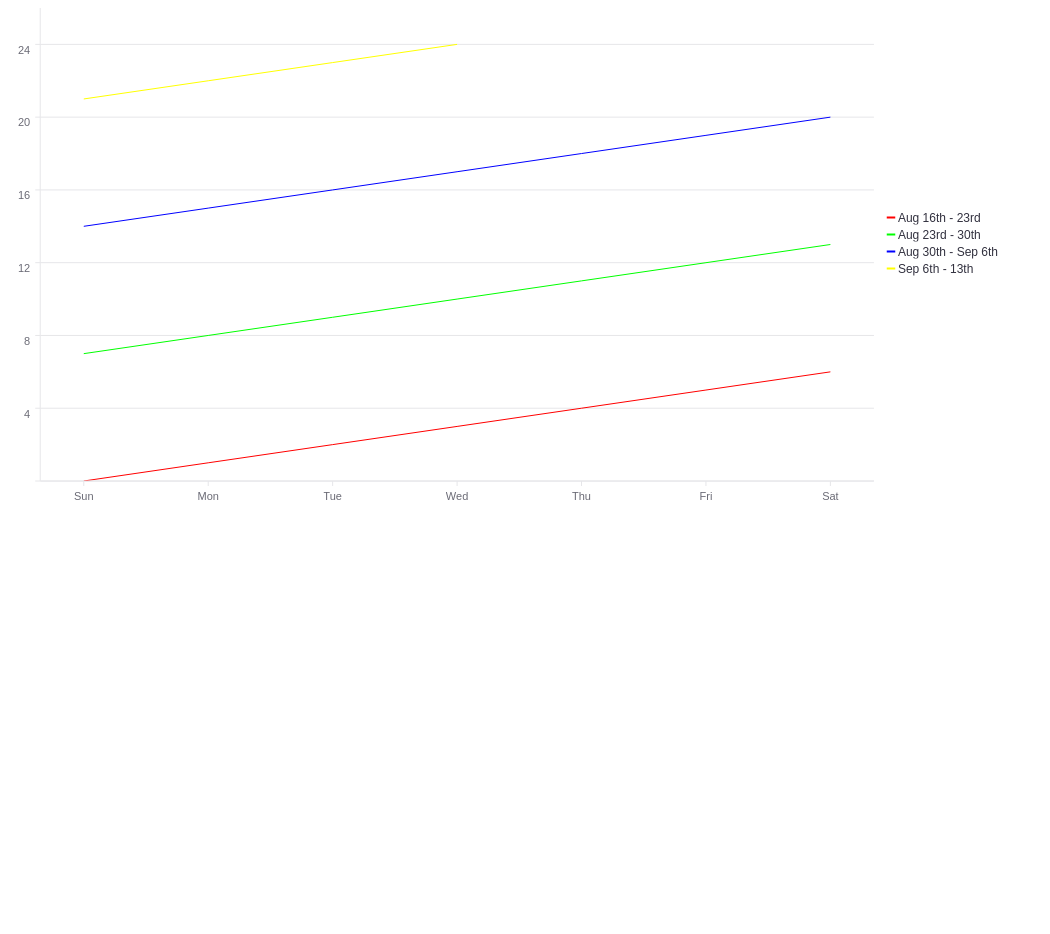 24
20
16
12
8
4
Sun Mon Tue Wed Thu Fri Sat
Aug 16th - 23rd
Aug 23rd - 30th
Aug 30th - Sep 6th
Sep 6th - 13th